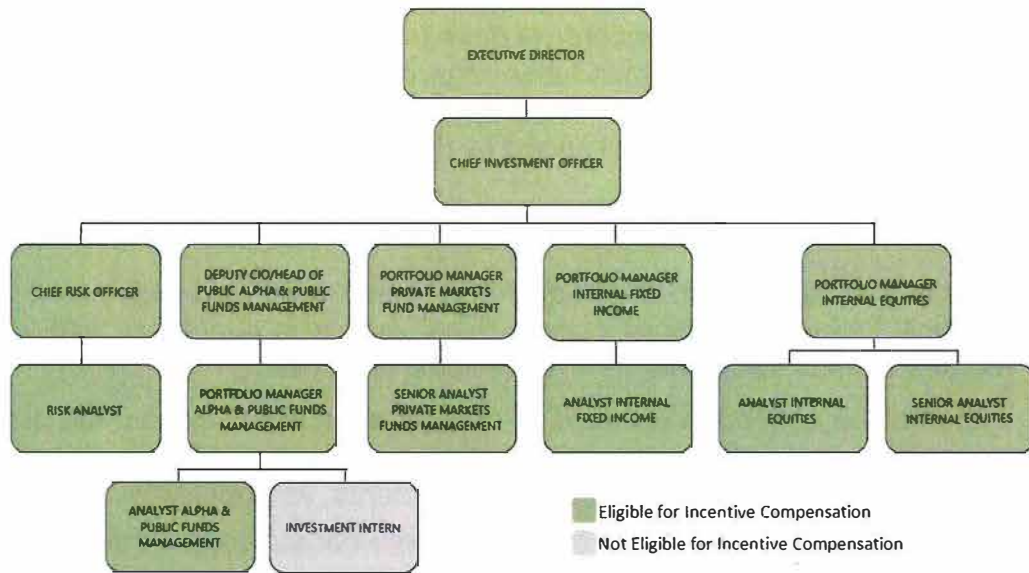 EXECUTIVE DIRECTOR
CHIEF INVESTMENT OFFICER
CHIEF RISK OFFICER
DEPUTY CIO/HEAD OF
PUBLIC ALPHA & PUBLIC
FUNDS MANAGEMENT
PORTFOLIO MANAGER
PRIVATE MARKETS
FUND MANAGEMENT
PORTFOLIO MANAGER
INTERNAL FIXED
INCOME
PORTFOLIO MANAGER
INTERNAL EQUITIES
RISK ANALYST
PORTFOLIO MANAGER
ALPHA & PUBLIC FUNDS
MANAGEMENT
SENIOR ANALYST
PRIVATE MARKETS
FUNDS MANAGEMENT
ANALYST INTERNAL
FIXED INCOME
ANALYST INTERNAL
EQUITIES
SENIOR ANALYST
INTERNAL EQUITIES
ANALYST ALPHA &
PUBLIC FUNDS
MANAGEMENT
INVESTMENT INTERN
Eligible for Incentive Compensation
Not Eligible for Incentive Compensation